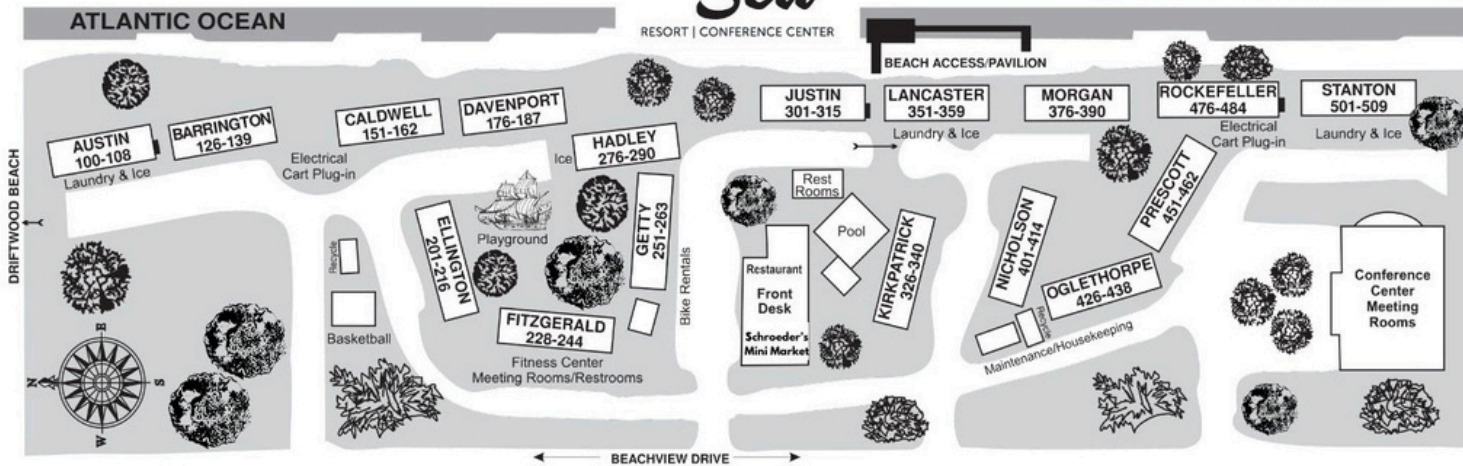 ATLANTIC OCEAN
RESORT | CONFERENCE CENTER
BEACH ACCESS/PAVILION
DRIFTWOOD BEACH
AUSTIN
100-108
Laundry & Ice
BARRINGTON
126-139
Electrical
Cart Plug-in
CALDWELL
151-162
DAVENPORT
176-187
Ice
HADLEY
276-290
JUSTIN
301-315
LANCASTER
351-359
Laundry & Ice
MORGAN
376-390
ROCKEFELLER
476-484
Electrical
Cart Plug-in
STANTON
501-509
Laundry & Ice
Recycle
Basketball
ELLINGTON
201-216
Playground
GETTY
251-263
Bike Rentals
FITZGERALD
228-244
Fitness Center
Meeting Rooms/Restrooms
Rest
Rooms
Pool
Restaurant
Front
Desk
Schroeder's
Mini Market
KIRKPATRICK
326-340
NICHOLSON
401-414
PRESCOTT
451-462
OGLETHORPE
426-438
Recycle
Maintenance/Housekeeping
Conference
Center
Meeting
Rooms
E
N
S
W
BEACHVIEW DRIVE